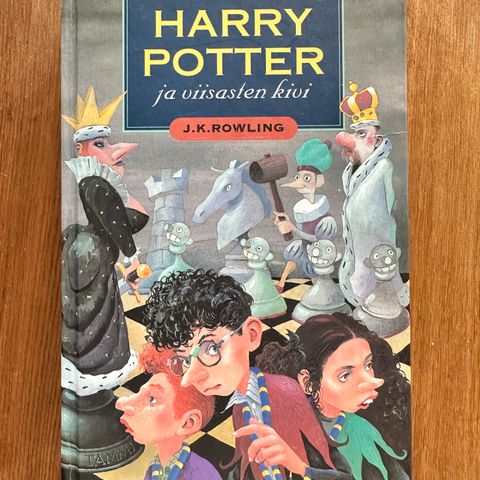 HARRY
POTTER
ja viisasten kivi
J.K.ROWLING
TAMMI